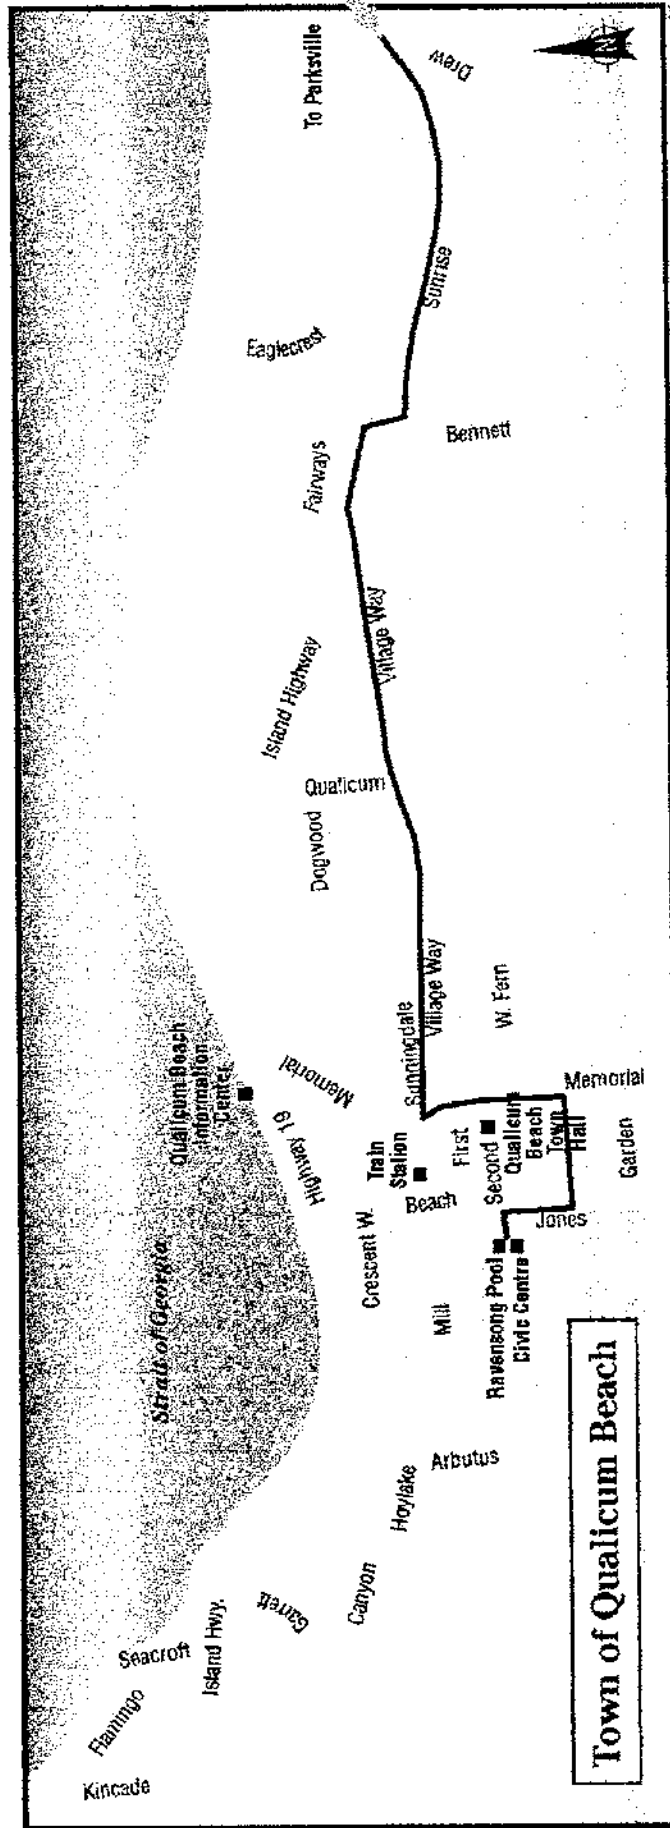 Strait of Georgia
Kincade
Flamingo
Seacroft
Island Hwy.
Garrett
Canyon
Hoylake
Arbutus
Crescent W.
Mill
Highway 19
Qualicum Beach
Information
Center
Memorial
Train
Station
Beach
First
Second
Sunningdale
Village Way
W. Fern
Ravensong Pool
Civic Centre
Qualicum
Beach
Town
Hall
Jones
Memorial
Garden
Dogwood
Qualicum
Island Highway
Village Way
Fairways
Eaglecrest
Bennett
Sunrise
To Parksville
Drew
N
Town of Qualicum Beach